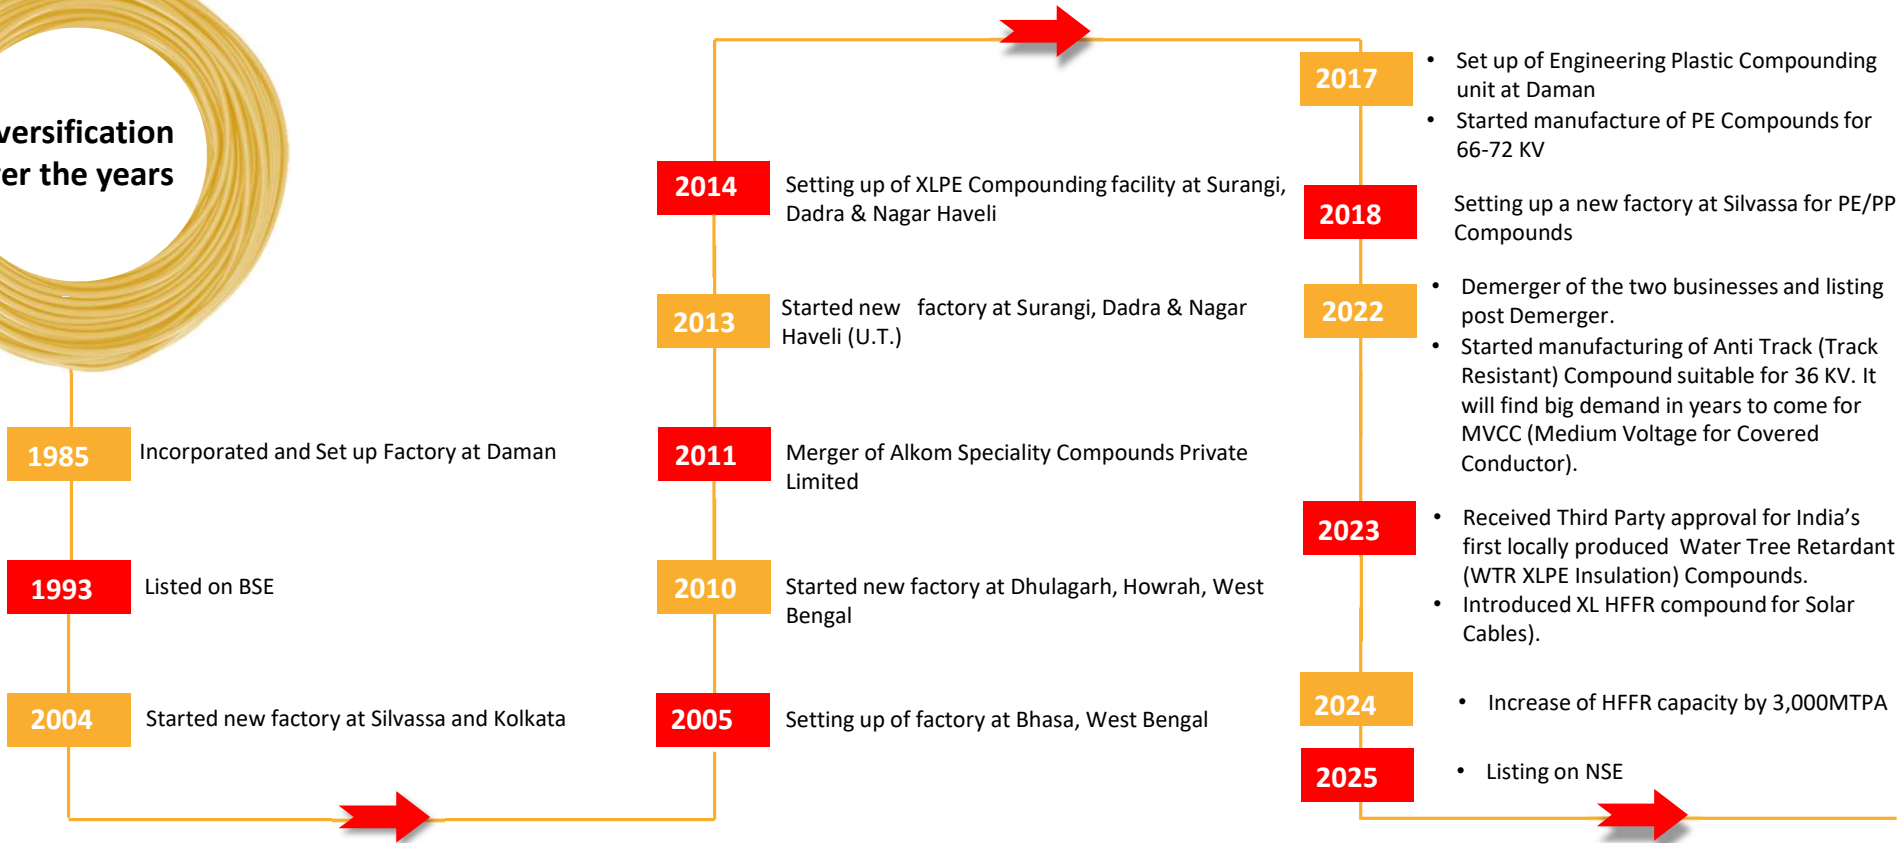 versification
er the years
1985
Incorporated and Set up Factory at Daman
1993
Listed on BSE
2004
Started new factory at Silvassa and Kolkata
2005
Setting up of factory at Bhasa, West Bengal
2010
Started new factory at Dhulagarh, Howrah, West
Bengal
2011
Merger of Alkom Speciality Compounds Private
Limited
2013
Started new   factory at Surangi, Dadra & Nagar
Haveli (U.T.)
2014
Setting up of XLPE Compounding facility at Surangi,
Dadra & Nagar Haveli
2017
• Set up of Engineering Plastic Compounding
unit at Daman
• Started manufacture of PE Compounds for
66-72 KV
2018
Setting up a new factory at Silvassa for PE/PP
Compounds
2022
• Demerger of the two businesses and listing
post Demerger.
• Started manufacturing of Anti Track (Track
Resistant) Compound suitable for 36 KV. It
will find big demand in years to come for
MVCC (Medium Voltage for Covered
Conductor).
2023
• Received Third Party approval for India’s
first locally produced  Water Tree Retardant
(WTR XLPE Insulation) Compounds.
• Introduced XL HFFR compound for Solar
Cables).
2024
• Increase of HFFR capacity by 3,000MTPA
2025
• Listing on NSE